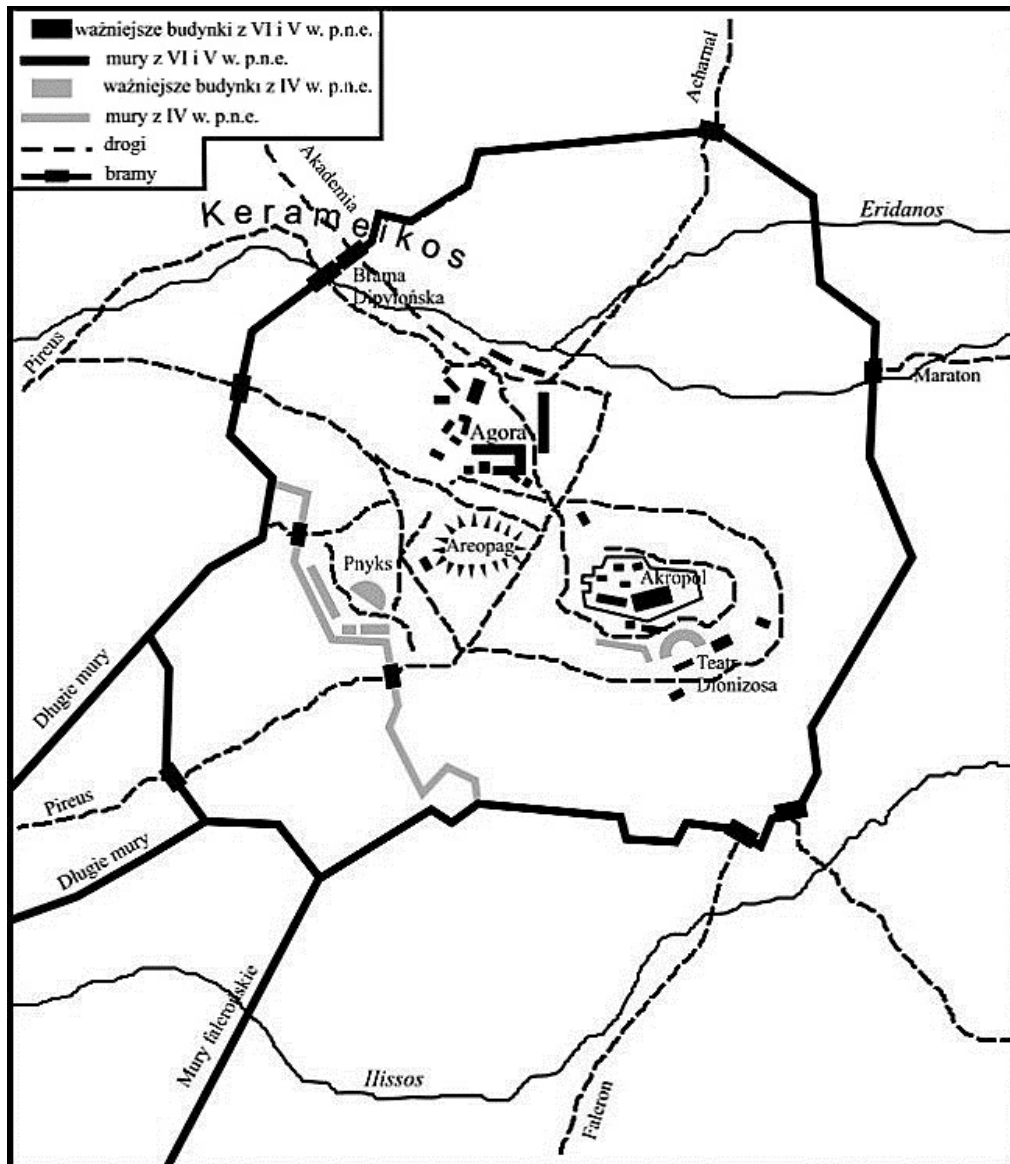 ważniejsze budynki z VI i V w. p.n.e.
mury z VI i V w. p.n.e.
ważniejsze budynki z IV w. p.n.e.
mury z IV w. p.n.e.
drogi
bramy
Acharnai
Akademia
Kerameikos
Eridanos
Brama
Dipylońska
Pireus
Maraton
Agora
Areopag
Pnyks
Akropol
Teatr
Dionizosa
Długie mury
Pireus
Długie mury
Mury falerońskie
Ilissos
Faleron